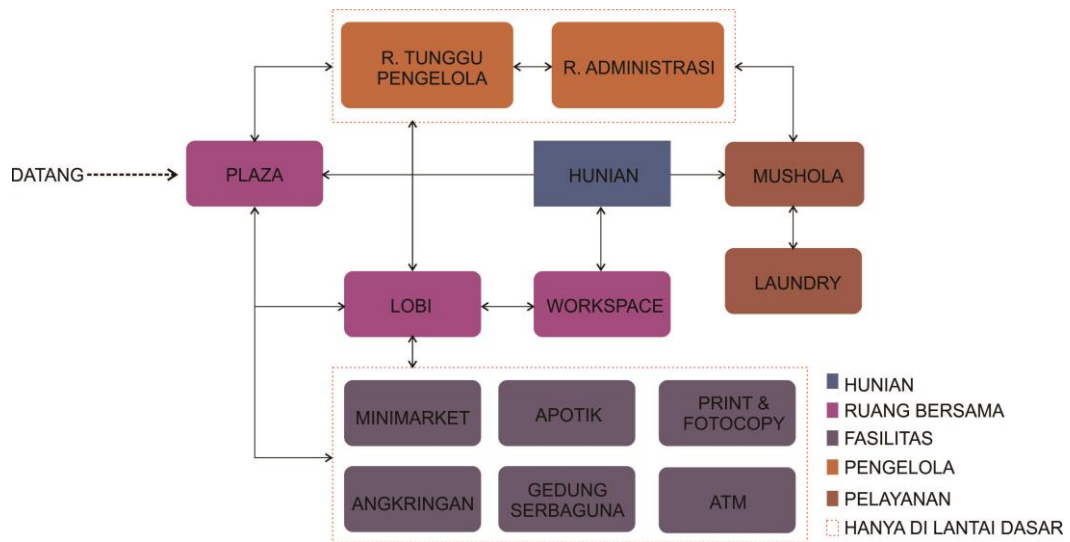 R. TUNGGU
PENGELOLA
R. ADMINISTRASI
DATANG
PLAZA
HUNIAN
MUSHOLA
LOBI
WORKSPACE
LAUNDRY
MINIMARKET
APOTIK
PRINT &
FOTOCOPY
ANGKRINGAN
GEDUNG
SERBAGUNA
ATM
HUNIAN
RUANG BERSAMA
FASILITAS
PENGELOLA
PELAYANAN
HANYA DI LANTAI DASAR